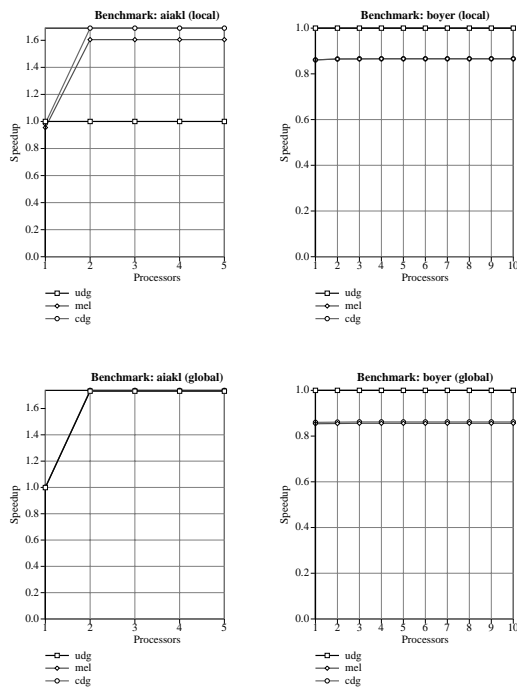 Benchmark: aiakl (local)
Speedup
1.6
1.4
1.2
1.0
0.8
0.6
0.4
0.2
0.0
1 2 3 4 5
Processors
udg
mel
cdg
Benchmark: boyer (local)
Speedup
1.0
0.8
0.6
0.4
0.2
0.0
1 2 3 4 5 6 7 8 9 10
Processors
udg
mel
cdg
Benchmark: aiakl (global)
Speedup
1.6
1.4
1.2
1.0
0.8
0.6
0.4
0.2
0.0
1 2 3 4 5
Processors
udg
mel
cdg
Benchmark: boyer (global)
Speedup
1.0
0.8
0.6
0.4
0.2
0.0
1 2 3 4 5 6 7 8 9 10
Processors
udg
mel
cdg